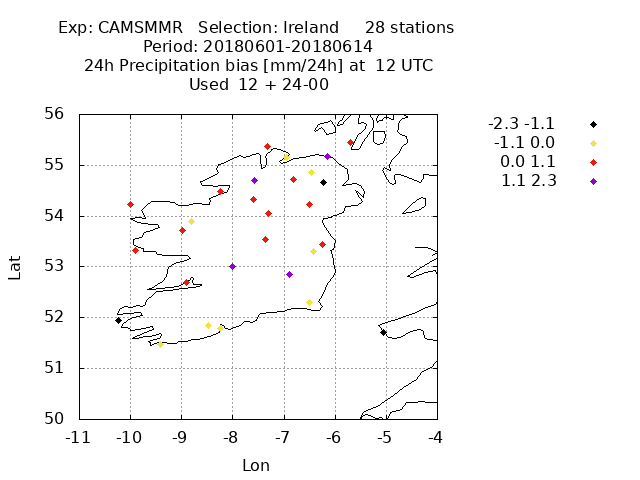 Exp: CAMSMMR   Selection: Ireland     28 stations
Period: 20180601-20180614
24h Precipitation bias [mm/24h] at  12 UTC
Used  12 + 24-00
-2.3 -1.1
-1.1 0.0
0.0 1.1
1.1 2.3
56
55
54
53
52
51
50
Lat
-11 -10 -9 -8 -7 -6 -5 -4
Lon